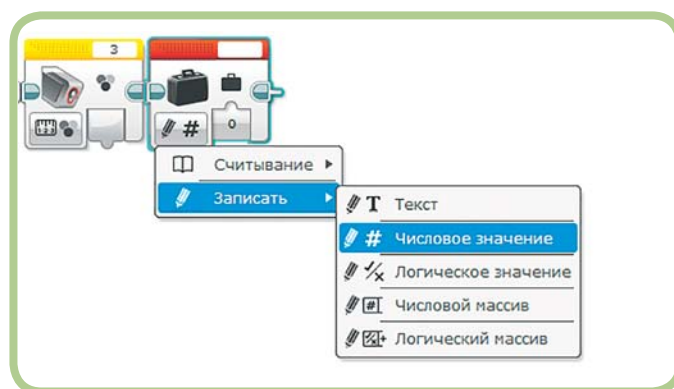 3
#
0
Считывание
Записать
T Текст
# Числовое значение
Логическое значение
# Числовой массив
Логический массив